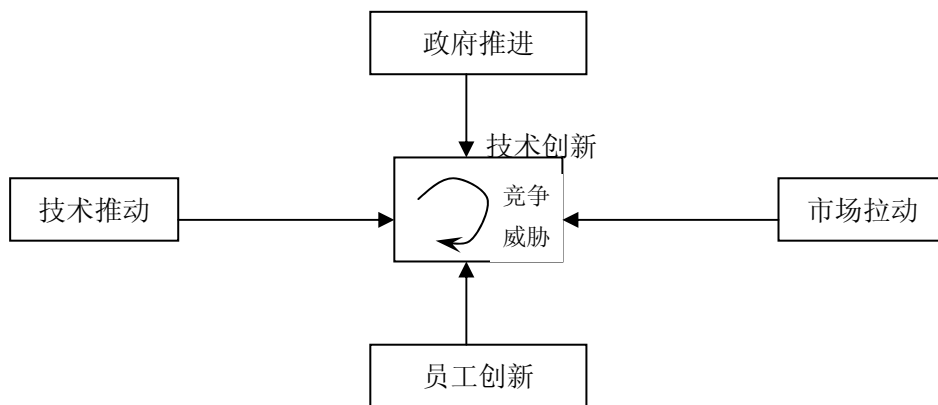 政府推进
技术创新
技术推动
竞争
威胁
市场拉动
员工创新